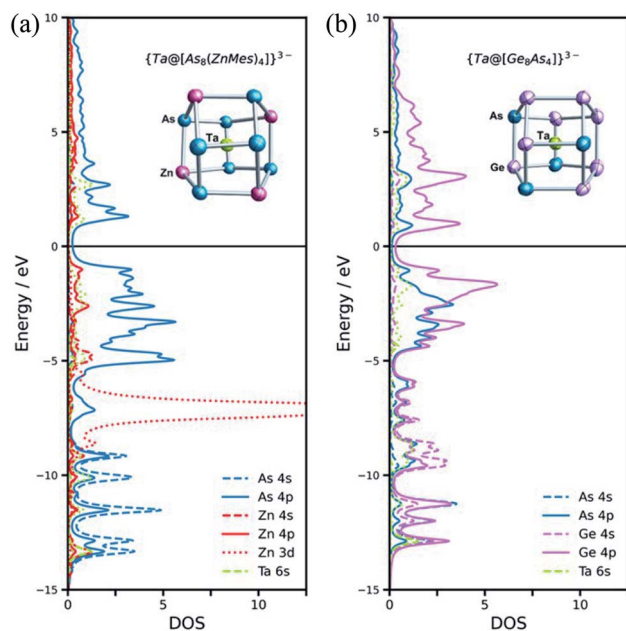 (a)
{Ta@[As₈(ZnMes)₄]}³⁻
As
Ta
Zn
Energy / eV
10
5
0
−5
−10
−15
As 4s
As 4p
Zn 4s
Zn 4p
Zn 3d
Ta 6s
0 5 10
DOS
(b)
{Ta@[Ge₈As₄]}³⁻
As
Ta
Ge
Energy / eV
10
5
0
−5
−10
−15
As 4s
As 4p
Ge 4s
Ge 4p
Ta 6s
0 5 10
DOS